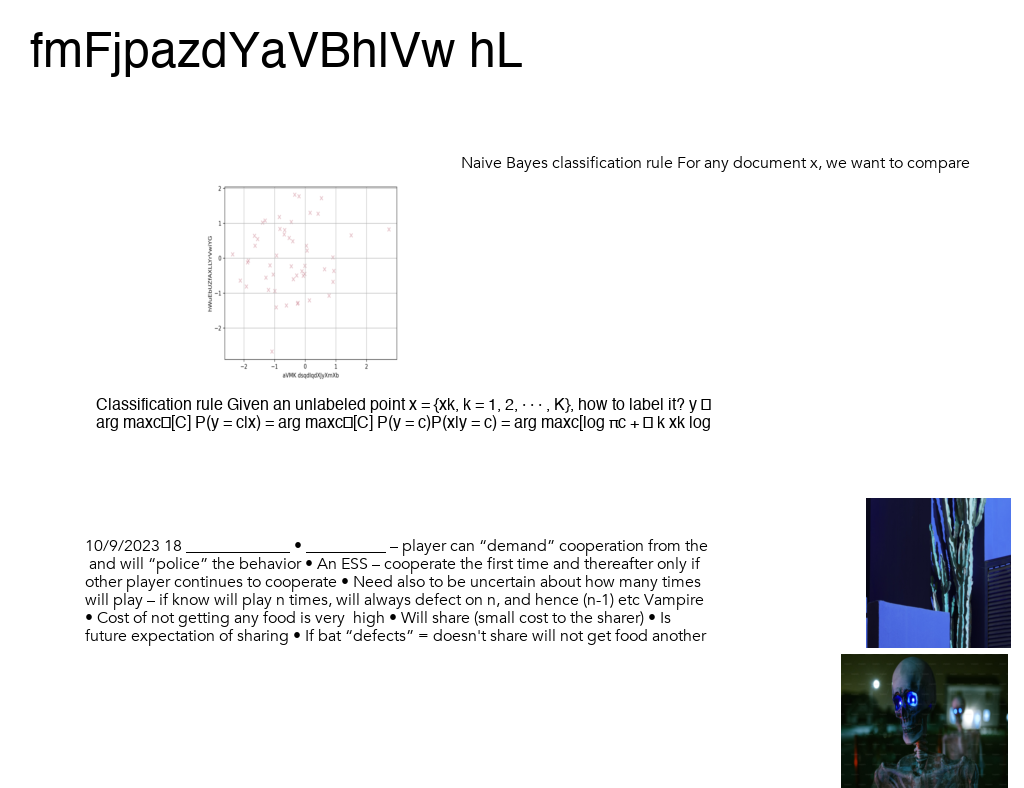 fmFjpazdYaVBhlVw hL
Naive Bayes classification rule For any document x, we want to compare
2
1
0
−1
−2
−2 −1 0 1 2
Classification rule Given an unlabeled point x = {xk, k = 1, 2, · · · , K}, how to label it? y □
arg maxc□[C] P(y = c|x) = arg maxc□[C] P(y = c)P(x|y = c) = arg maxc[log πc + □ k xk log
10/9/2023 18 _____________ • __________ – player can “demand” cooperation from the
and will “police” the behavior • An ESS – cooperate the first time and thereafter only if
other player continues to cooperate • Need also to be uncertain about how many times
will play – if know will play n times, will always defect on n, and hence (n-1) etc Vampire
• Cost of not getting any food is very high • Will share (small cost to the sharer) • Is
future expectation of sharing • If bat “defects” = doesn't share will not get food another